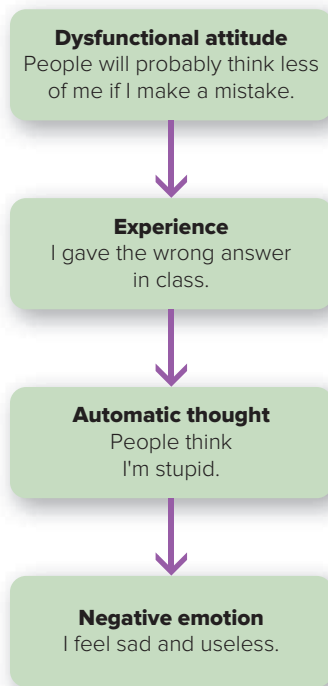 Dysfunctional attitude
People will probably think less
of me if I make a mistake.
Experience
I gave the wrong answer
in class.
Automatic thought
People think
I'm stupid.
Negative emotion
I feel sad and useless.